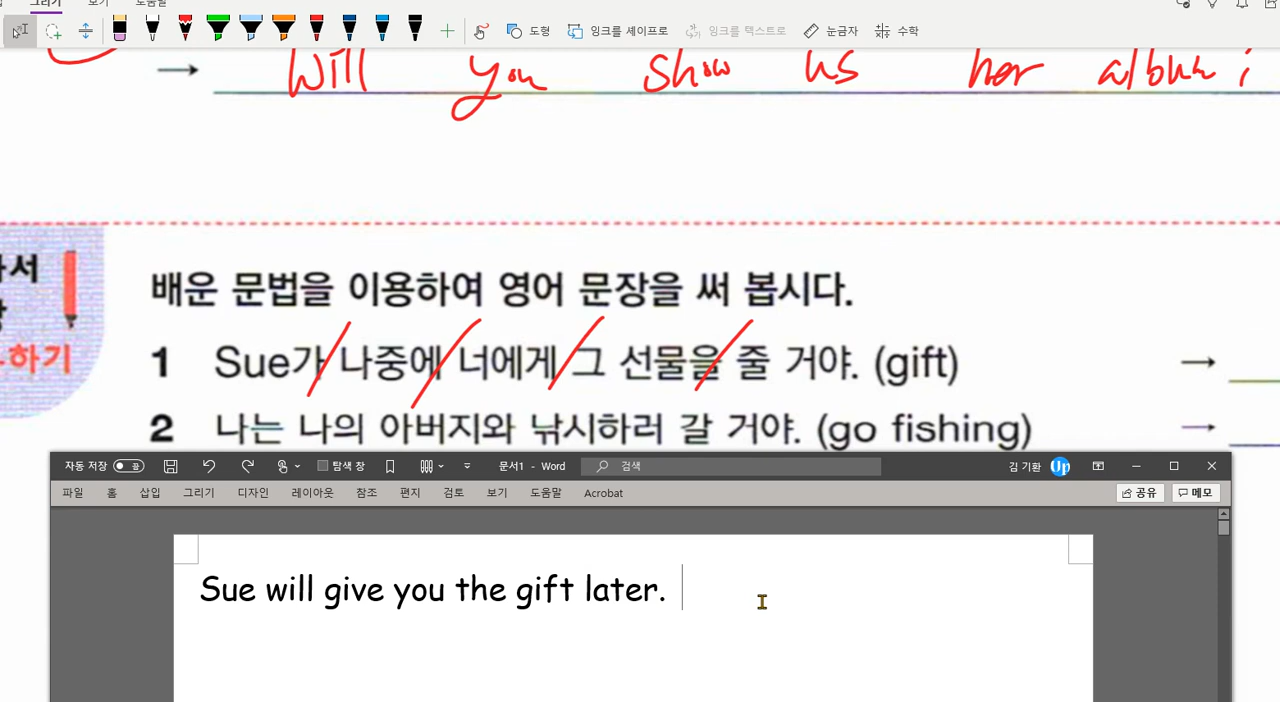 그리기 보기 도움말
도형 잉크를 셰이프로 잉크를 텍스트로 눈금자 수학
→ Will you show us her album
배운 문법을 이용하여 영어 문장을 써 봅시다.
1 Sue가 나중에 너에게 그 선물을 줄 거야. (gift) →
2 나는 나의 아버지와 낚시하러 갈 거야. (go fishing) →
하기
자동 저장 끔 탐색 창 문서1 - Word 검색 김 기환 Up
파일 홈 삽입 그리기 디자인 레이아웃 참조 편지 검토 보기 도움말 Acrobat 공유 메모
Sue will give you the gift later.